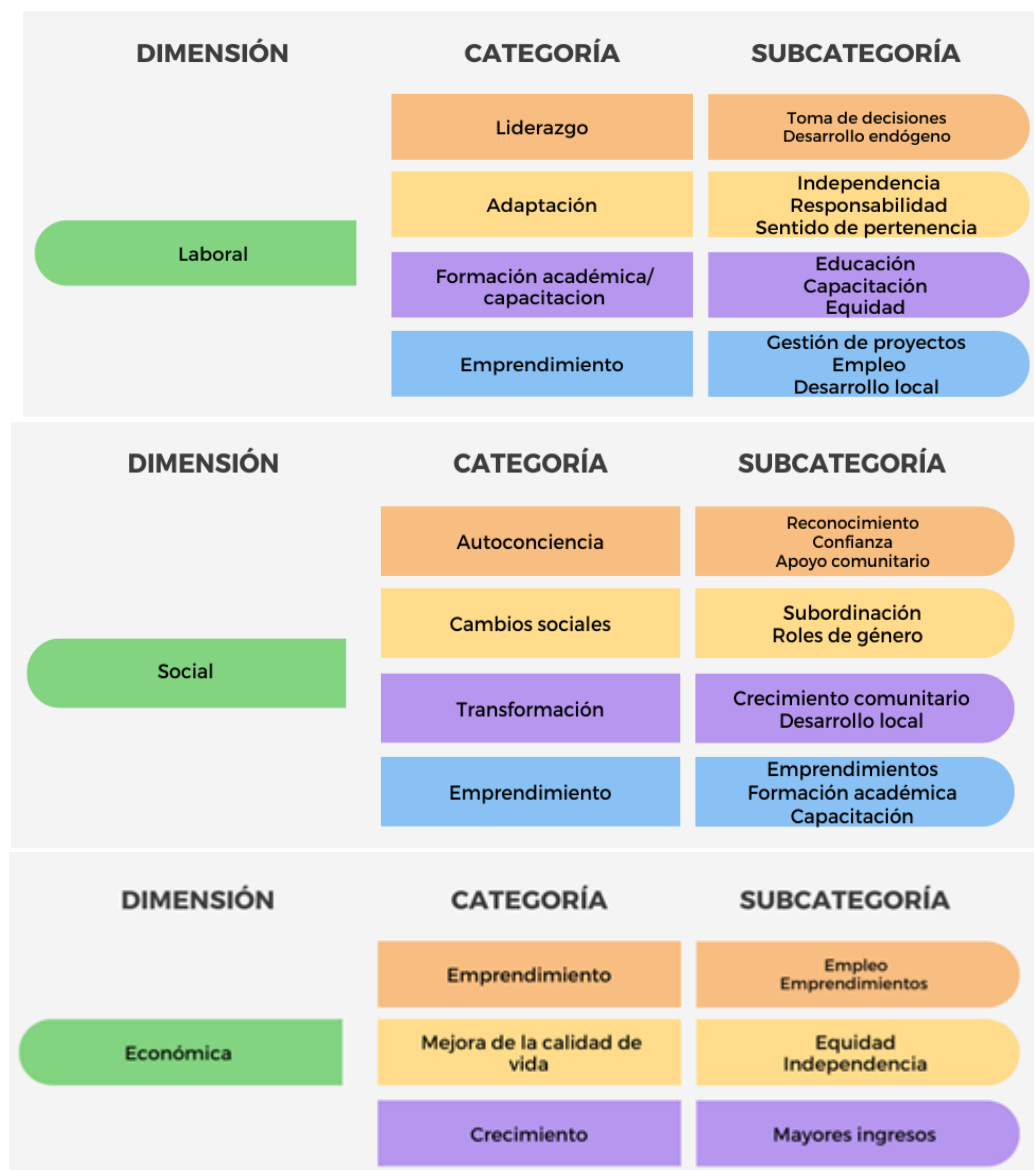 DIMENSIÓN CATEGORÍA SUBCATEGORÍA
Liderazgo
Toma de decisiones
Desarrollo endógeno
Adaptación
Independencia
Responsabilidad
Sentido de pertenencia
Laboral
Formación académica/
capacitacion
Educación
Capacitación
Equidad
Emprendimiento
Gestión de proyectos
Empleo
Desarrollo local
DIMENSIÓN CATEGORÍA SUBCATEGORÍA
Autoconciencia
Reconocimiento
Confianza
Apoyo comunitario
Cambios sociales
Subordinación
Roles de género
Social
Transformación
Crecimiento comunitario
Desarrollo local
Emprendimiento
Emprendimientos
Formación académica
Capacitación
DIMENSIÓN CATEGORÍA SUBCATEGORÍA
Emprendimiento
Empleo
Emprendimientos
Económica
Mejora de la calidad de
vida
Equidad
Independencia
Crecimiento
Mayores ingresos